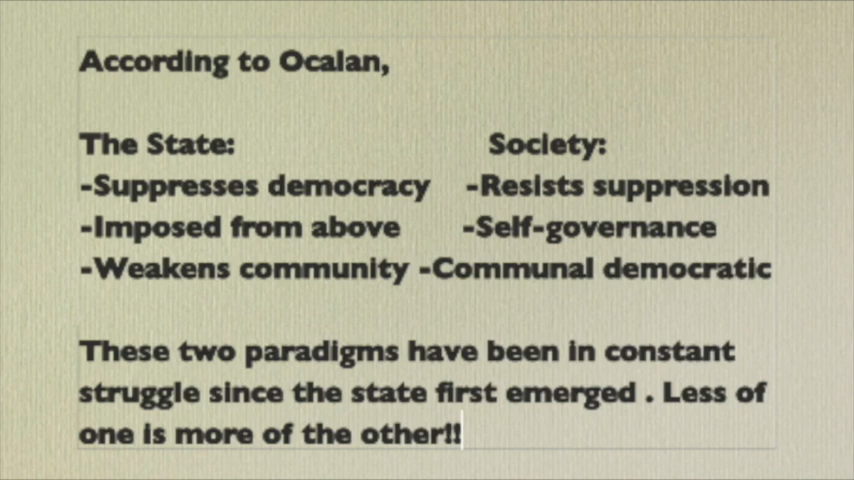 According to Ocalan,
The State: Society:
-Suppresses democracy -Resists suppression
-Imposed from above -Self-governance
-Weakens community -Communal democratic
These two paradigms have been in constant
struggle since the state first emerged . Less of
one is more of the other!!